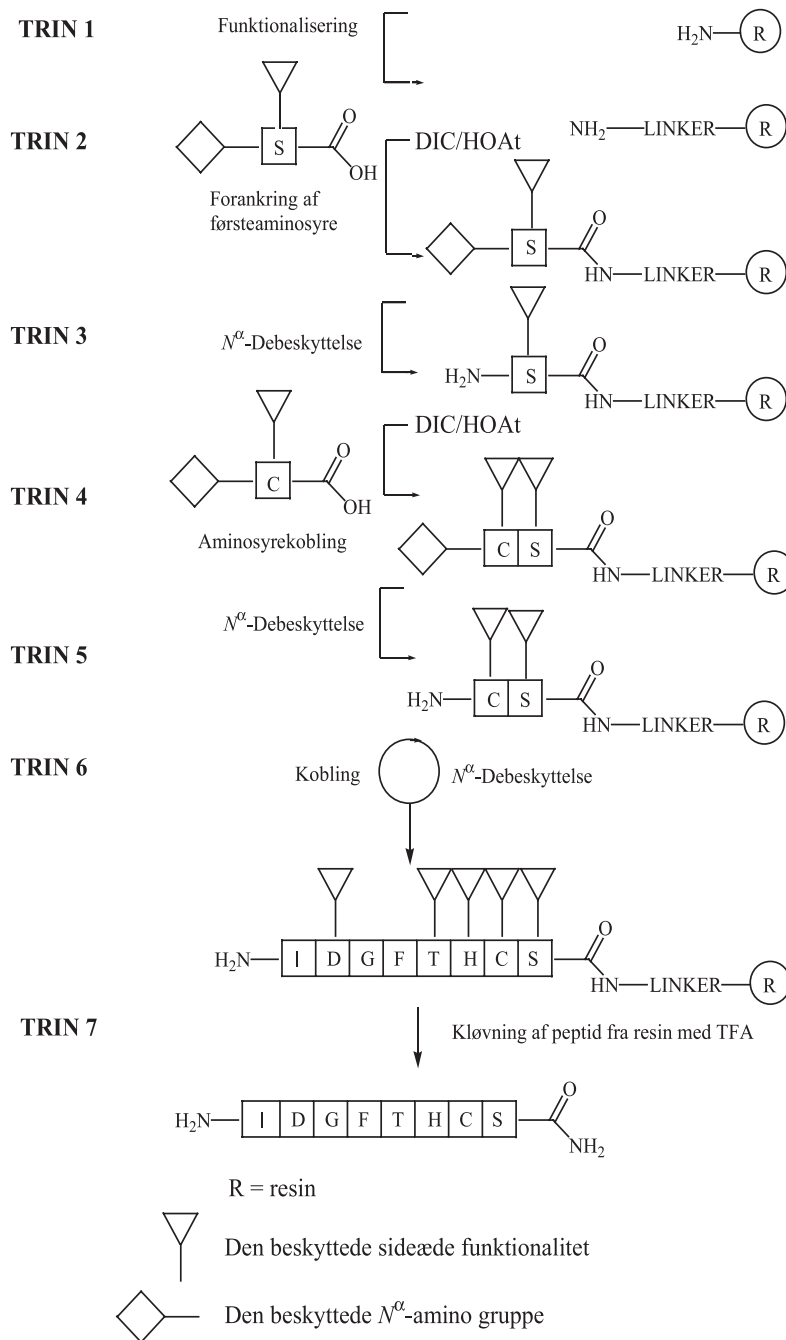 TRIN 1
Funktionalisering
H₂N R
TRIN 2
S O OH
DIC/HOAt
NH₂ LINKER R
Forankring af
førsteaminosyre
S O HN LINKER R
TRIN 3
Nα-Debeskyttelse
H₂N S O HN LINKER R
DIC/HOAt
TRIN 4
C O OH
Aminosyrekobling
C S O HN LINKER R
Nα-Debeskyttelse
TRIN 5
H₂N C S O HN LINKER R
TRIN 6
Kobling Nα-Debeskyttelse
H₂N I D G F T H C S O HN LINKER R
TRIN 7
Kløvning af peptid fra resin med TFA
H₂N I D G F T H C S O NH₂
R = resin
Den beskyttede sideæde funktionalitet
Den beskyttede Nα-amino gruppe